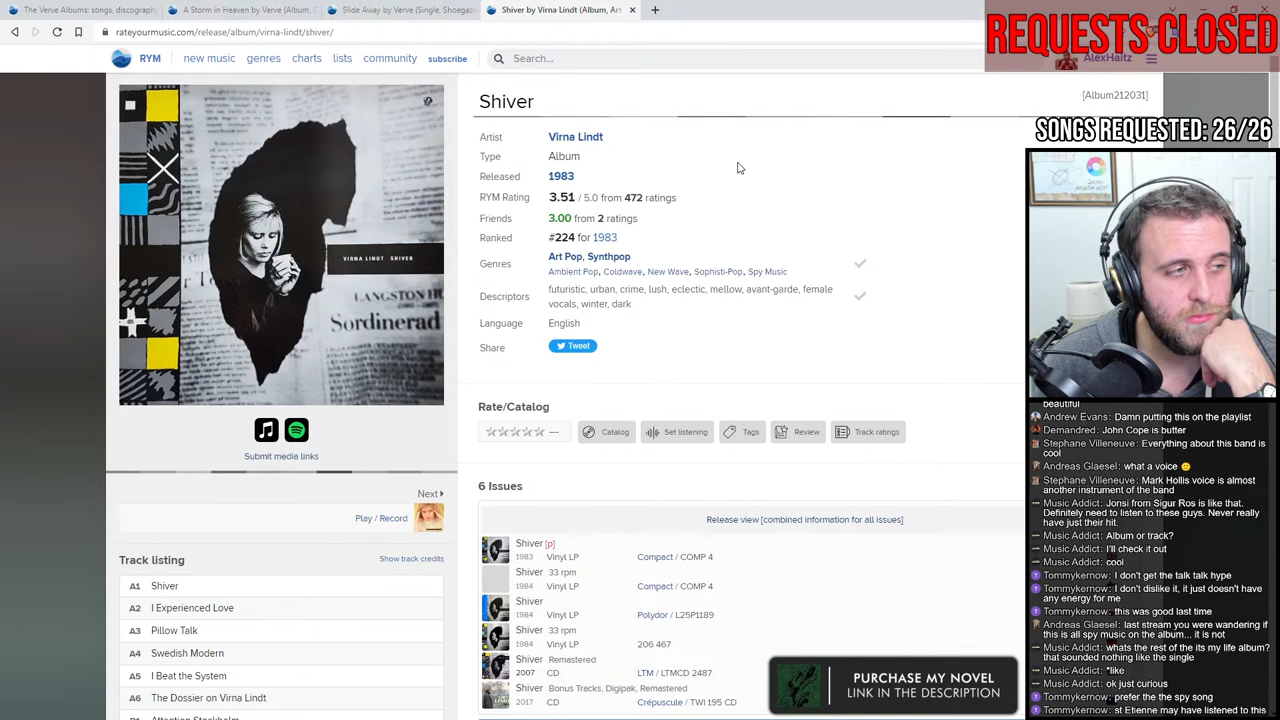 The Verve Albums: songs, discography
A Storm in Heaven by Verve (Album, S
Slide Away by Verve (Single, Shoegaz
Shiver by Virna Lindt (Album, Art
rateyourmusic.com/release/album/virna-lindt/shiver/
REQUESTS CLOSED
RYM new music genres charts lists community subscribe Search... AlexHaitz
Shiver
[Album212031]
SONGS REQUESTED: 26/26
Artist Virna Lindt
Type Album
Released 1983
RYM Rating 3.51 / 5.0 from 472 ratings
Friends 3.00 from 2 ratings
Ranked #224 for 1983
Genres Art Pop, Synthpop
Ambient Pop, Coldwave, New Wave, Sophisti-Pop, Spy Music
Descriptors futuristic, urban, crime, lush, eclectic, mellow, avant-garde, female
vocals, winter, dark
Language English
Share Tweet
VIRNA LINDT SHIVER
LANGSTON H
Sordinerad
Submit media links
Next
Play / Record
Track listing
Show track credits
A1 Shiver
A2 I Experienced Love
A3 Pillow Talk
A4 Swedish Modern
A5 I Beat the System
A6 The Dossier on Virna Lindt
B1 Attention Stockholm
Rate/Catalog
--- Catalog Set listening Tags Review Track ratings
6 Issues
Release view [combined information for all issues]
Shiver [p]
1983 Vinyl LP Compact / COMP 4
Shiver 33 rpm
1984 Vinyl LP Compact / COMP 4
Shiver
1984 Vinyl LP Polydor / L25P1189
Shiver 33 rpm
1984 Vinyl LP 206 467
Shiver Remastered
2007 CD LTM / LTMCD 2487
Shiver Bonus Tracks, Digipak, Remastered
2017 CD Crépuscule / TWI 195 CD
PURCHASE MY NOVEL
LINK IN THE DESCRIPTION
beautiful
Andrew Evans: Damn putting this on the playlist
Demandred: John Cope is butter
Stephane Villeneuve: Everything about this band is
cool
Andreas Glaesel: what a voice 🙂
Stephane Villeneuve: Mark Hollis voice is almost
another instrument of the band
Music Addict: Jonsi from Sigur Ros is like that.
Definitely need to listen to these guys. Never really
have just their hit.
Music Addict: Album or track?
Music Addict: I'll check it out
Music Addict: cool
Tommykernow: I don't get the talk talk hype
Tommykernow: I don't dislike it, it just doesn't have
any energy for me
Tommykernow: this was good last time
Andreas Glaesel: last stream you were wandering if
this is all spy music on the album... it is not
Music Addict: whats the rest of the its my life album?
that sounded nothing like the single
Music Addict: *like
Music Addict: ok just curious
Tommykernow: prefer the the spy song
Tommykernow: st Etienne may have listened to this